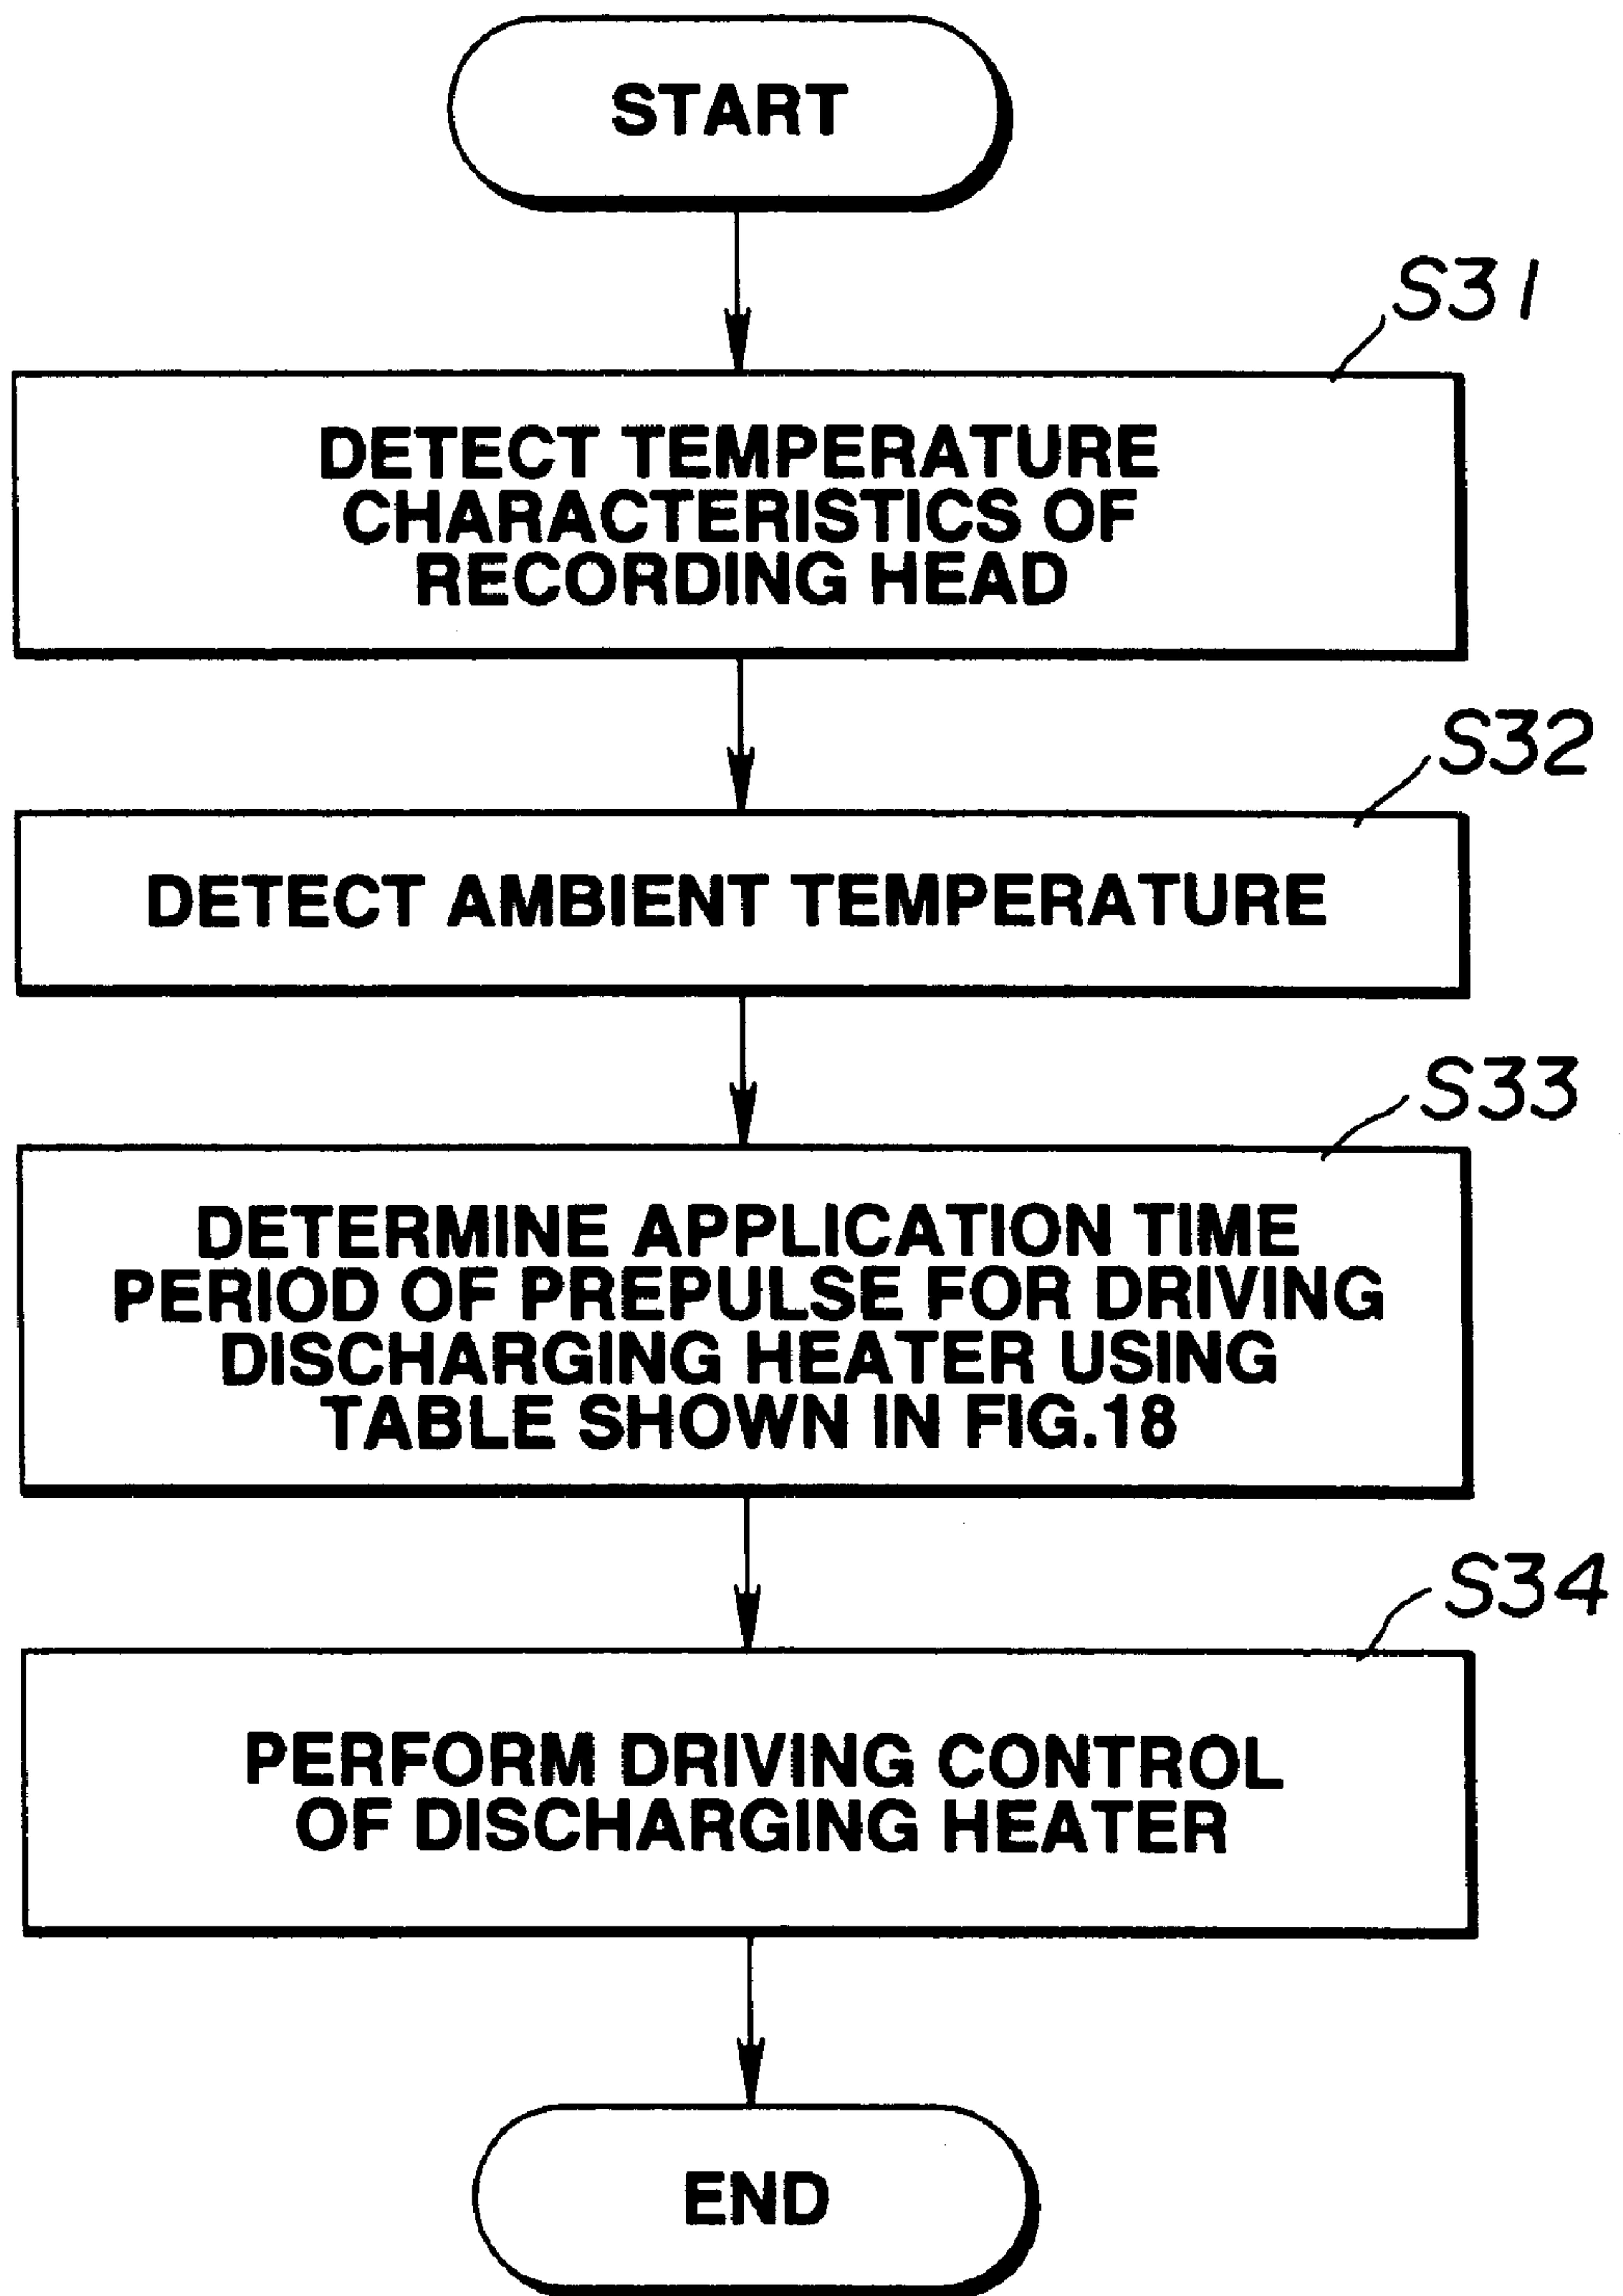 START
S31
DETECT TEMPERATURE
CHARACTERISTICS OF
RECORDING HEAD
S32
DETECT AMBIENT TEMPERATURE
S33
DETERMINE APPLICATION TIME
PERIOD OF PREPULSE FOR DRIVING
DISCHARGING HEATER USING
TABLE SHOWN IN FIG.18
S34
PERFORM DRIVING CONTROL
OF DISCHARGING HEATER
END